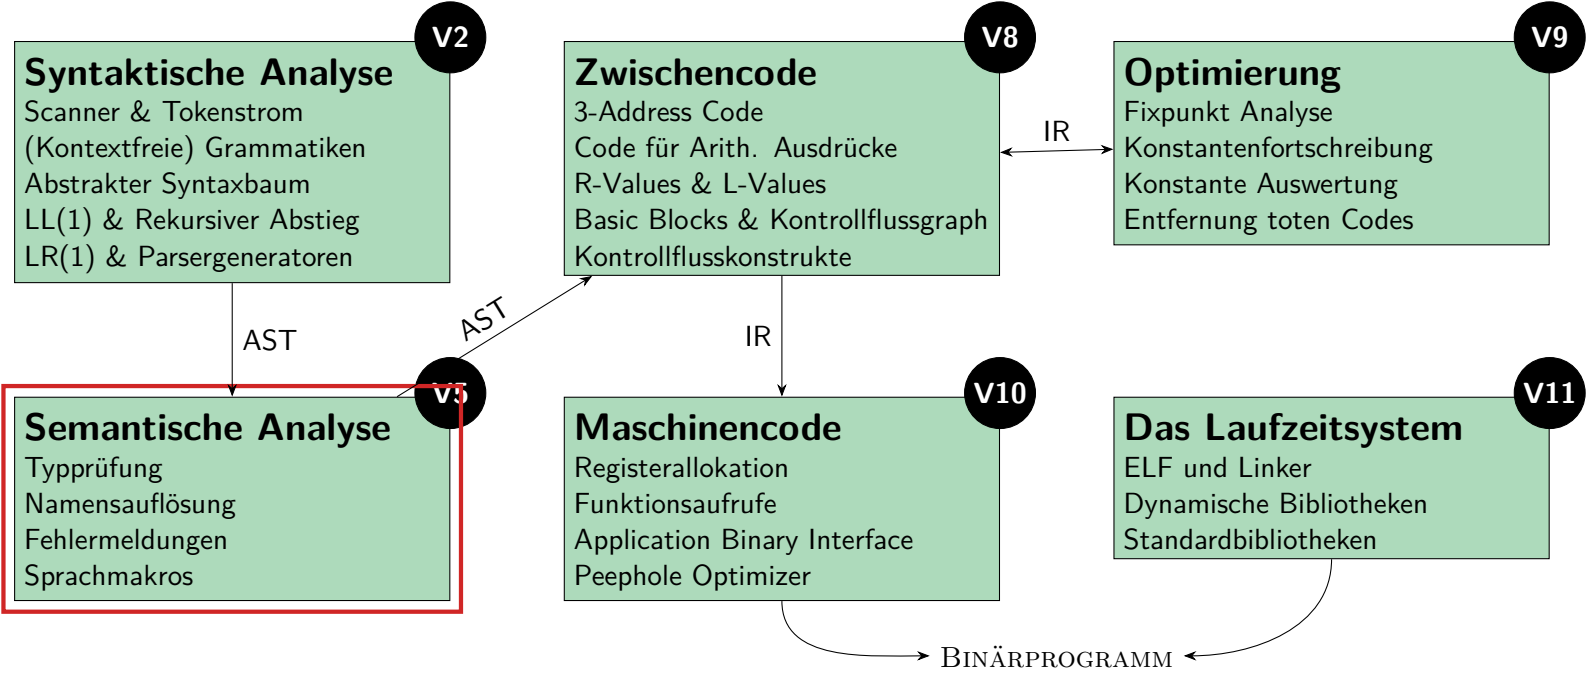 V2
Syntaktische Analyse
Scanner & Tokenstrom
(Kontextfreie) Grammatiken
Abstrakter Syntaxbaum
LL(1) & Rekursiver Abstieg
LR(1) & Parsergeneratoren
V8
Zwischencode
3-Address Code
Code für Arith. Ausdrücke
R-Values & L-Values
Basic Blocks & Kontrollflussgraph
Kontrollflusskonstrukte
IR
V9
Optimierung
Fixpunkt Analyse
Konstantenfortschreibung
Konstante Auswertung
Entfernung toten Codes
AST
AST
IR
V5
Semantische Analyse
Typprüfung
Namensauflösung
Fehlermeldungen
Sprachmakros
V10
Maschinencode
Registerallokation
Funktionsaufrufe
Application Binary Interface
Peephole Optimizer
V11
Das Laufzeitsystem
ELF und Linker
Dynamische Bibliotheken
Standardbibliotheken
BINÄRPROGRAMM